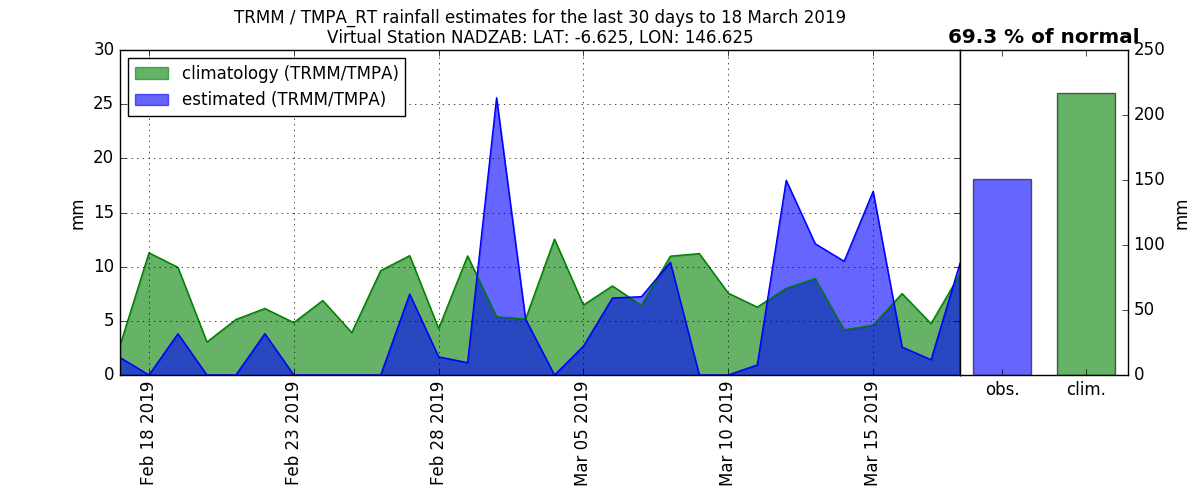 TRMM / TMPA_RT rainfall estimates for the last 30 days to 18 March 2019
Virtual Station NADZAB: LAT: -6.625, LON: 146.625
69.3 % of normal
climatology (TRMM/TMPA)
estimated (TRMM/TMPA)
30
25
20
15
10
5
0
mm
Feb 18 2019
Feb 23 2019
Feb 28 2019
Mar 05 2019
Mar 10 2019
Mar 15 2019
250
200
150
100
50
0
mm
obs.
clim.